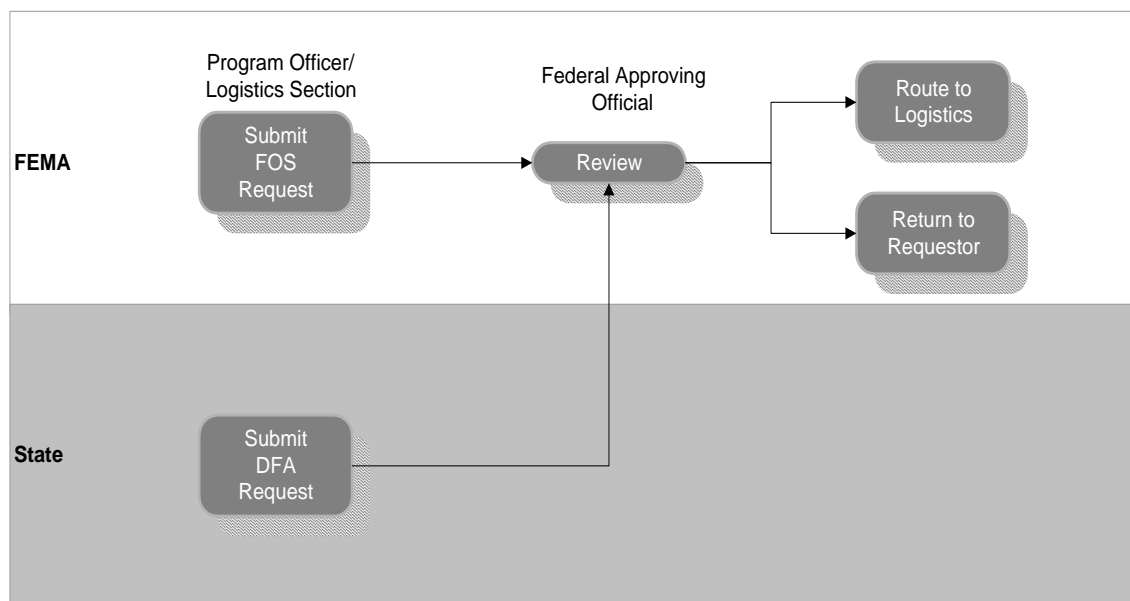 Program Officer/
Logistics Section
Federal Approving
Official
FEMA
Submit
FOS
Request
Review
Route to
Logistics
Return to
Requestor
State
Submit
DFA
Request